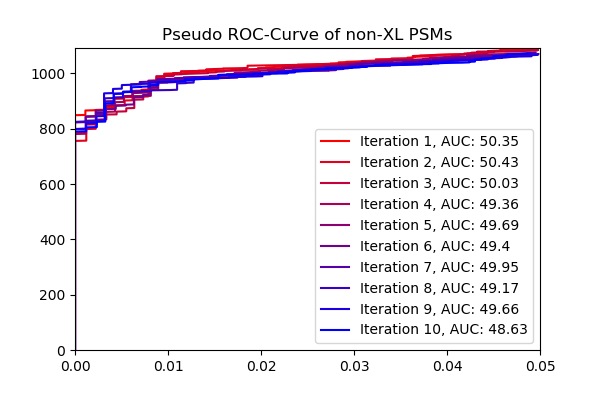 Pseudo ROC-Curve of non-XL PSMs
1000
800
600
400
200
0
Iteration 1, AUC: 50.35
Iteration 2, AUC: 50.43
Iteration 3, AUC: 50.03
Iteration 4, AUC: 49.36
Iteration 5, AUC: 49.69
Iteration 6, AUC: 49.4
Iteration 7, AUC: 49.95
Iteration 8, AUC: 49.17
Iteration 9, AUC: 49.66
Iteration 10, AUC: 48.63
0.00 0.01 0.02 0.03 0.04 0.05